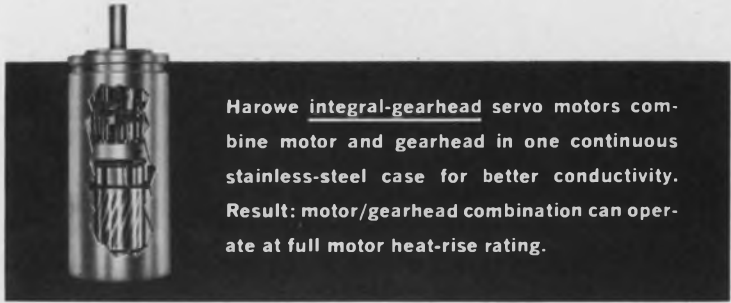 Harowe integral-gearhead servo motors com-
bine motor and gearhead in one continuous
stainless-steel case for better conductivity.
Result: motor/gearhead combination can oper-
ate at full motor heat-rise rating.